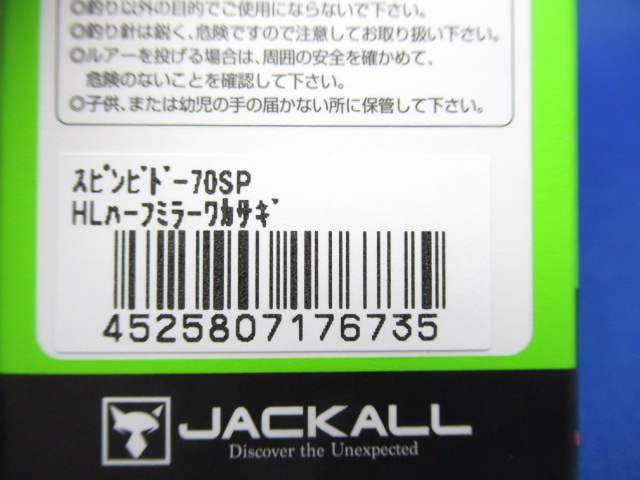 ◎釣り以外の目的でご使用にならないで下さい。
◎釣り針は鋭く、危険ですので注意してお取り扱い下さい。
◎ルアーを投げる場合は、周囲の安全を確かめて、
危険のないことを確認して下さい。
◎子供、または幼児の手の届かない所に保管して下さい。
ｽﾋﾟﾝﾋﾞﾄﾞｰ70SP
HLﾊｰﾌﾐﾗｰﾜｶｻｷﾞ
4525807176735
JACKALL
Discover the Unexpected